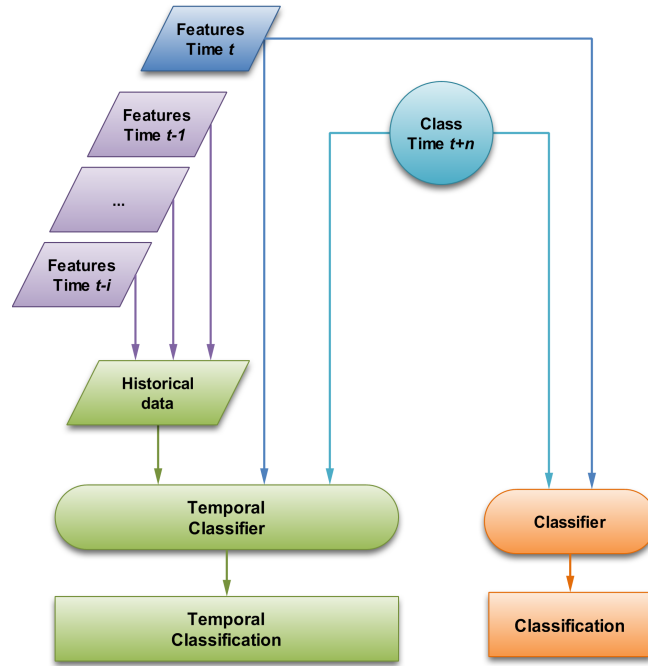 Features
Time t
Features
Time t-1
Class
Time t+n
...
Features
Time t-i
Historical
data
Temporal
Classifier
Classifier
Temporal
Classification
Classification